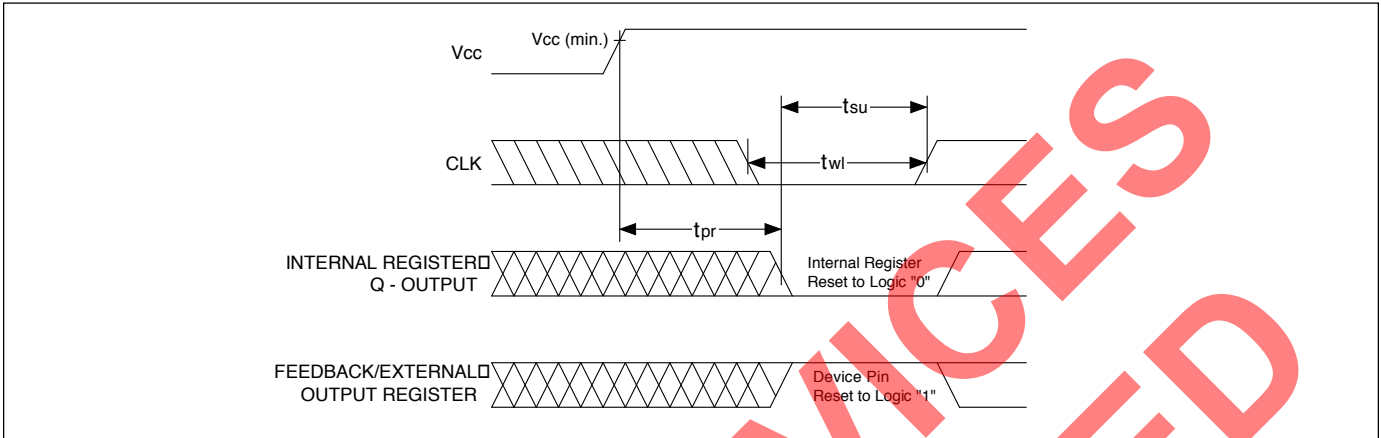 Vcc
Vcc (min.)
tsu
CLK
twl
tpr
INTERNAL REGISTER
Q - OUTPUT
Internal Register
Reset to Logic "0"
FEEDBACK/EXTERNAL
OUTPUT REGISTER
Device Pin
Reset to Logic "1"